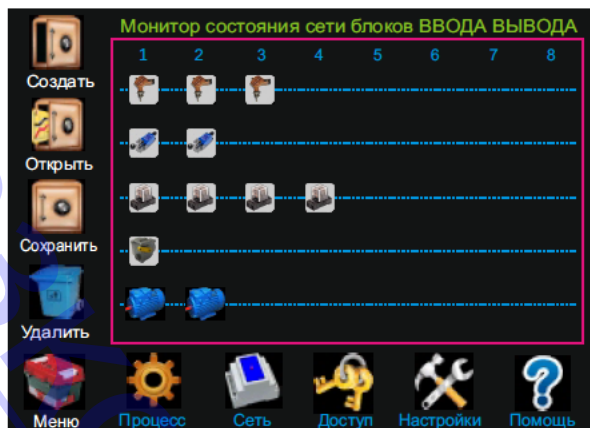 Монитор состояния сети блоков ВВОДА ВЫВОДА
1 2 3 4 5 6 7 8
Создать
Открыть
Сохранить
Удалить
Меню Процесс Сеть Доступ Настройки Помощь